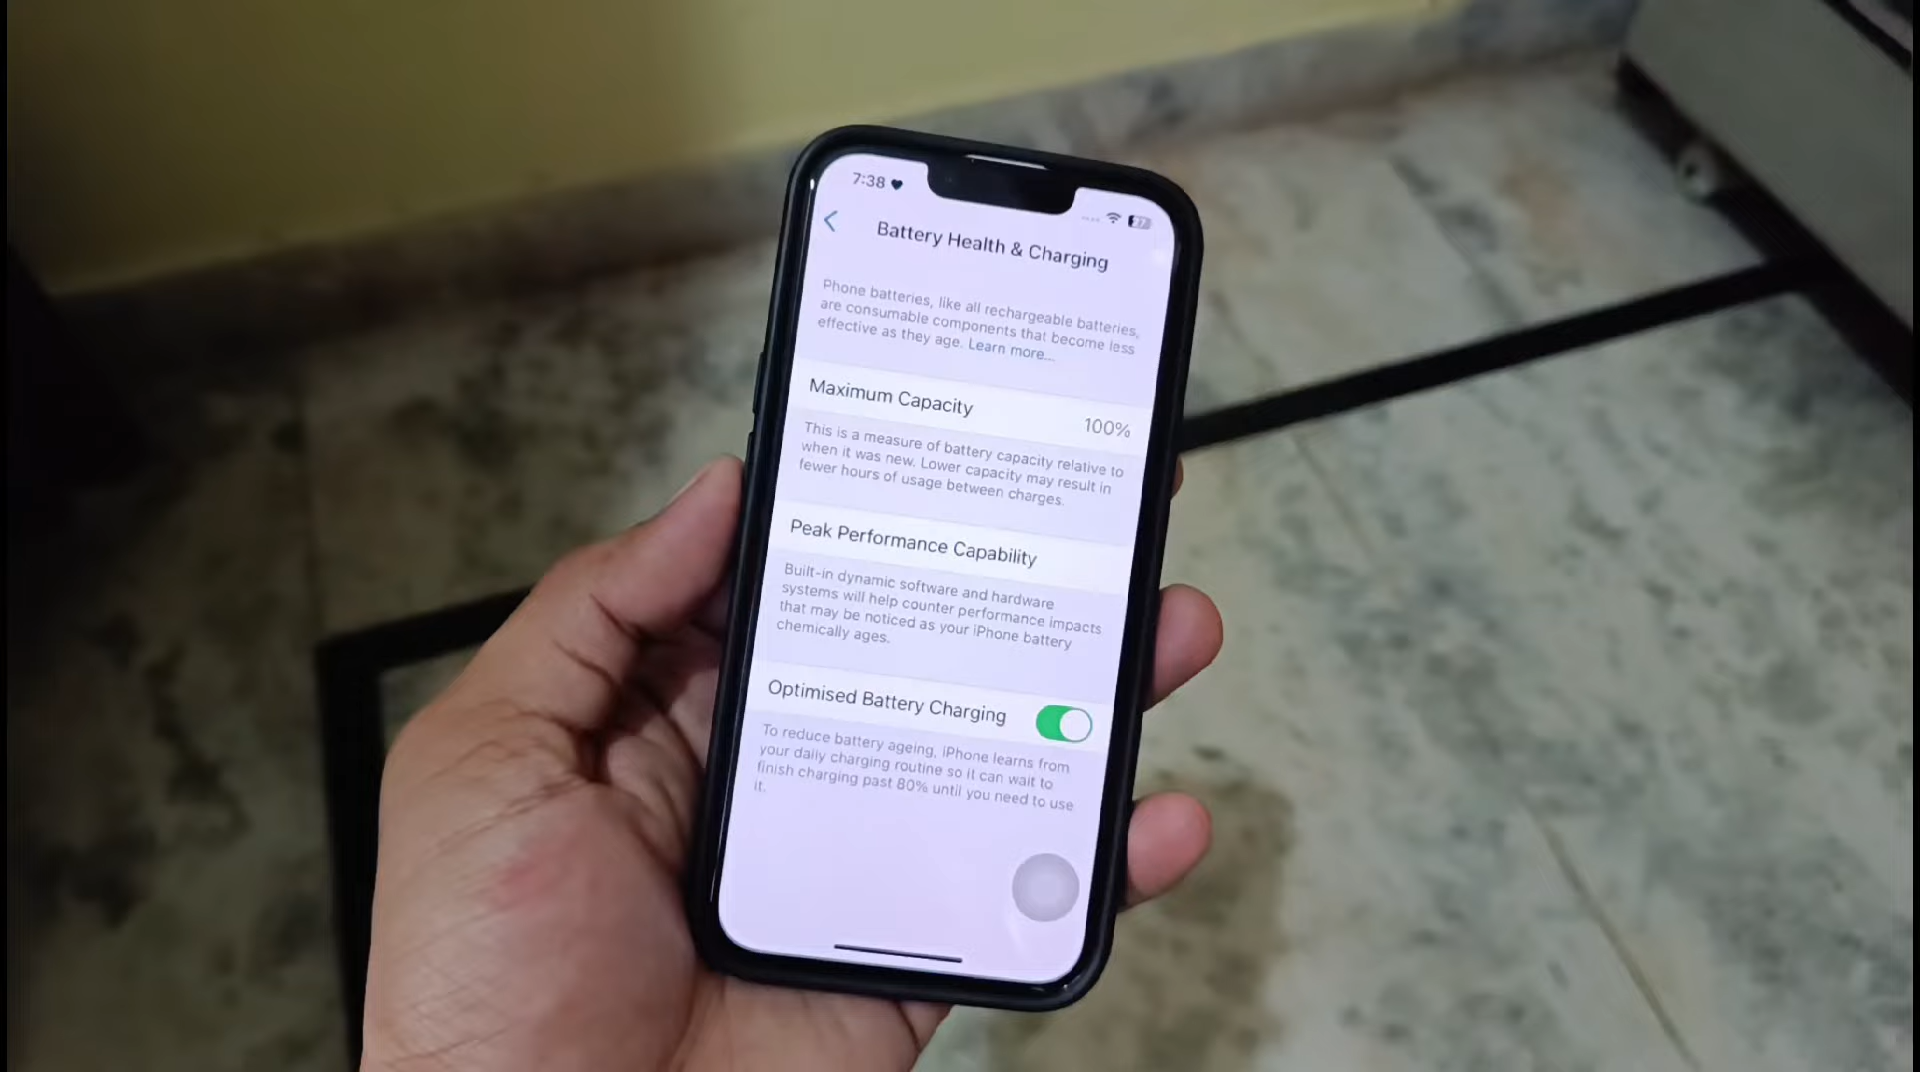 7:38
27
Battery Health & Charging
Phone batteries, like all rechargeable batteries,
are consumable components that become less
effective as they age. Learn more...
Maximum Capacity
100%
This is a measure of battery capacity relative to
when it was new. Lower capacity may result in
fewer hours of usage between charges.
Peak Performance Capability
Built-in dynamic software and hardware
systems will help counter performance impacts
that may be noticed as your iPhone battery
chemically ages.
Optimised Battery Charging
To reduce battery ageing, iPhone learns from
your daily charging routine so it can wait to
finish charging past 80% until you need to use
it.